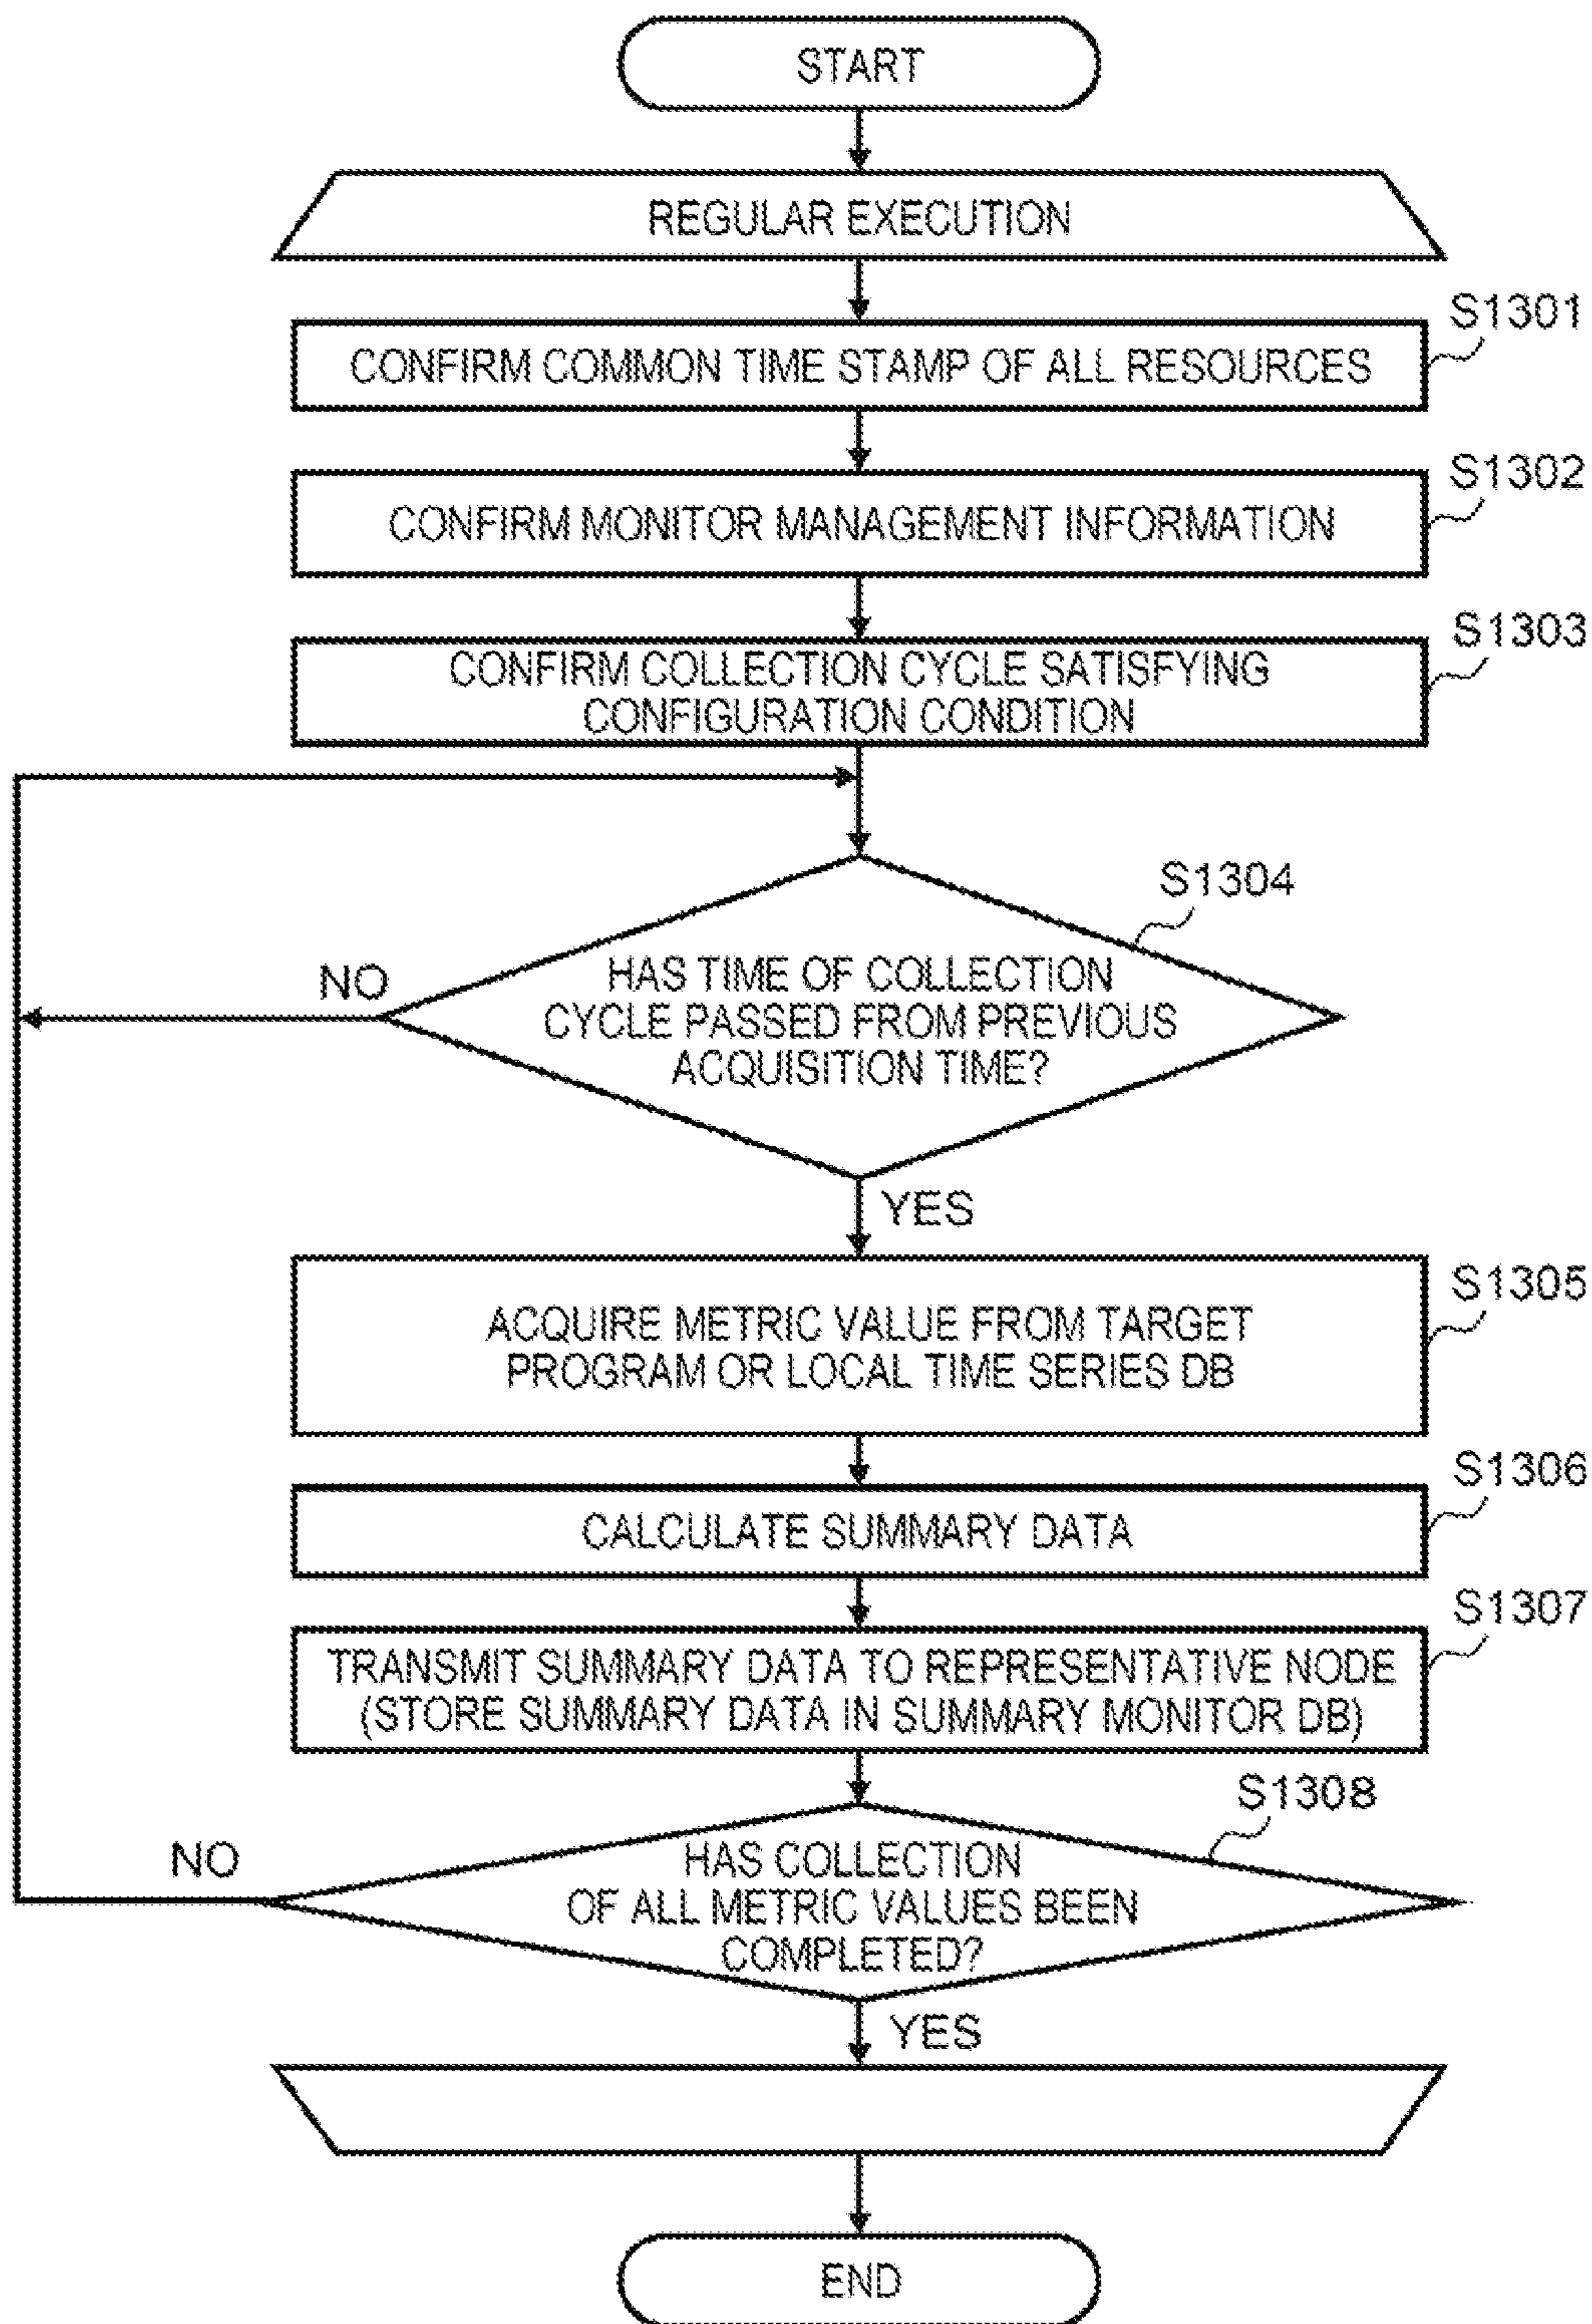 START
REGULAR EXECUTION
S1301
CONFIRM COMMON TIME STAMP OF ALL RESOURCES
S1302
CONFIRM MONITOR MANAGEMENT INFORMATION
S1303
CONFIRM COLLECTION CYCLE SATISFYING
CONFIGURATION CONDITION
S1304
NO
HAS TIME OF COLLECTION
CYCLE PASSED FROM PREVIOUS
ACQUISITION TIME?
YES
S1305
ACQUIRE METRIC VALUE FROM TARGET
PROGRAM OR LOCAL TIME SERIES DB
S1306
CALCULATE SUMMARY DATA
S1307
TRANSMIT SUMMARY DATA TO REPRESENTATIVE NODE
(STORE SUMMARY DATA IN SUMMARY MONITOR DB)
S1308
NO
HAS COLLECTION
OF ALL METRIC VALUES BEEN
COMPLETED?
YES
END